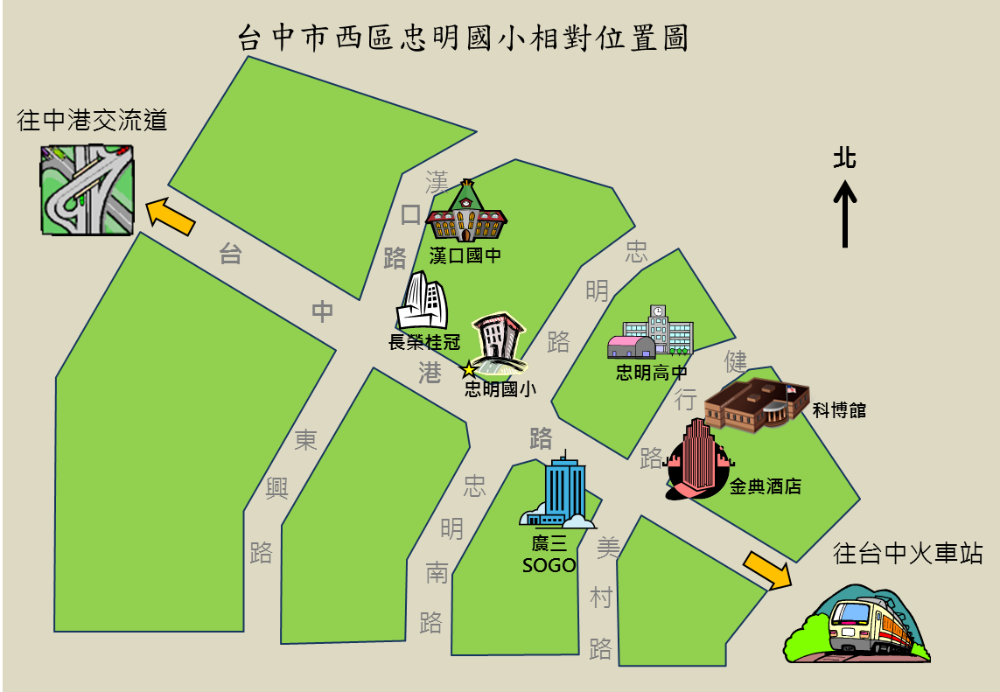 台中市西區忠明國小相對位置圖
往中港交流道
北
漢口路
漢口國中
台中港路
長榮桂冠
忠明國小
忠明路
忠明高中
健行路
科博館
金典酒店
東興路
忠明南路
廣三
SOGO
美村路
往台中火車站